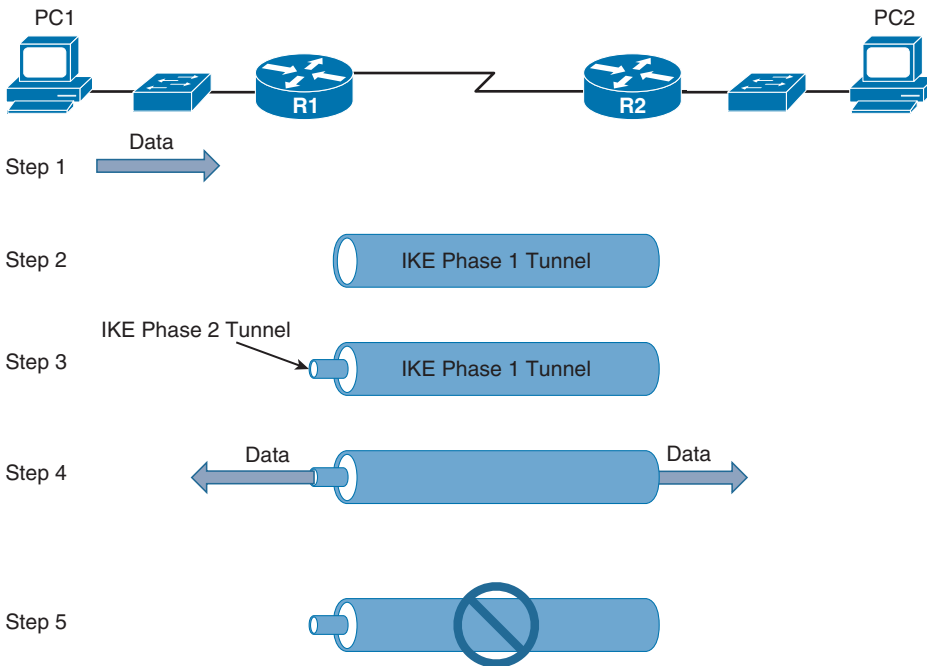 PC1
PC2
R1
R2
Data
Step 1
Step 2
IKE Phase 1 Tunnel
IKE Phase 2 Tunnel
Step 3
IKE Phase 1 Tunnel
Data
Data
Step 4
Step 5